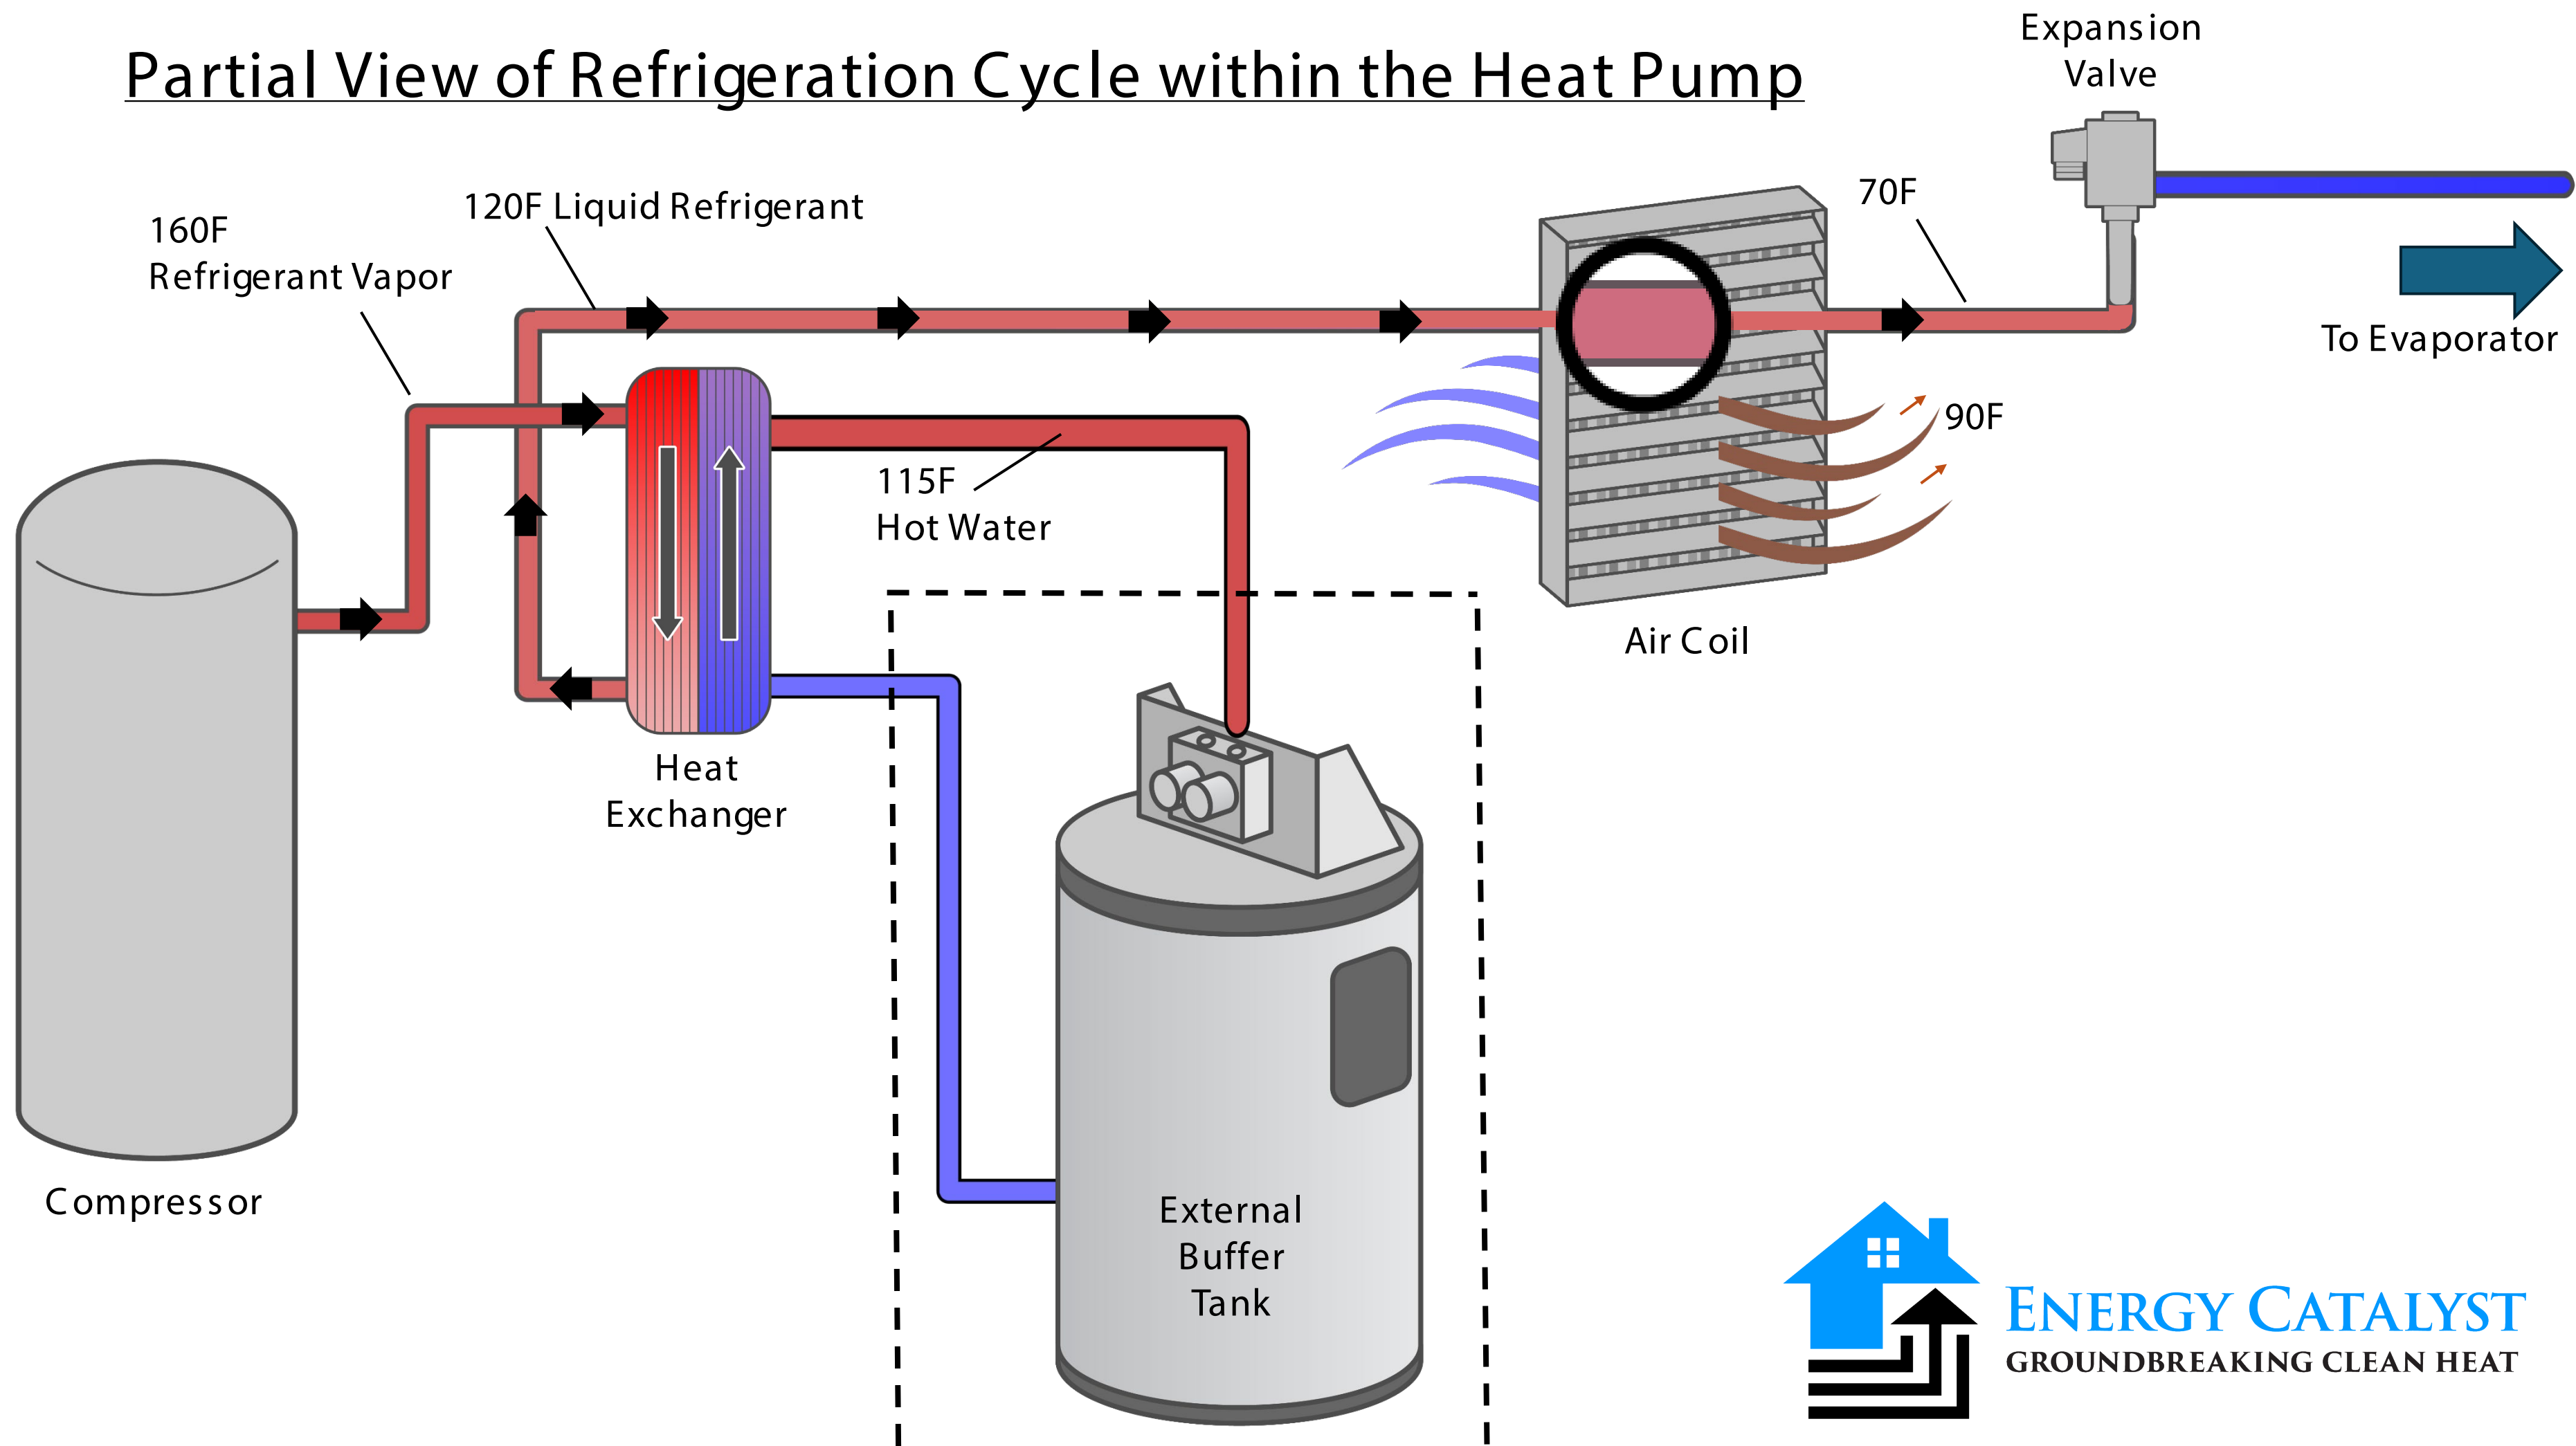 Partial View of Refrigeration Cycle within the Heat Pump
Expansion
Valve
160F
Refrigerant Vapor
120F Liquid Refrigerant
70F
To Evaporator
90F
115F
Hot Water
Air Coil
Heat
Exchanger
Compressor
External
Buffer
Tank
ENERGY CATALYST
GROUNDBREAKING CLEAN HEAT